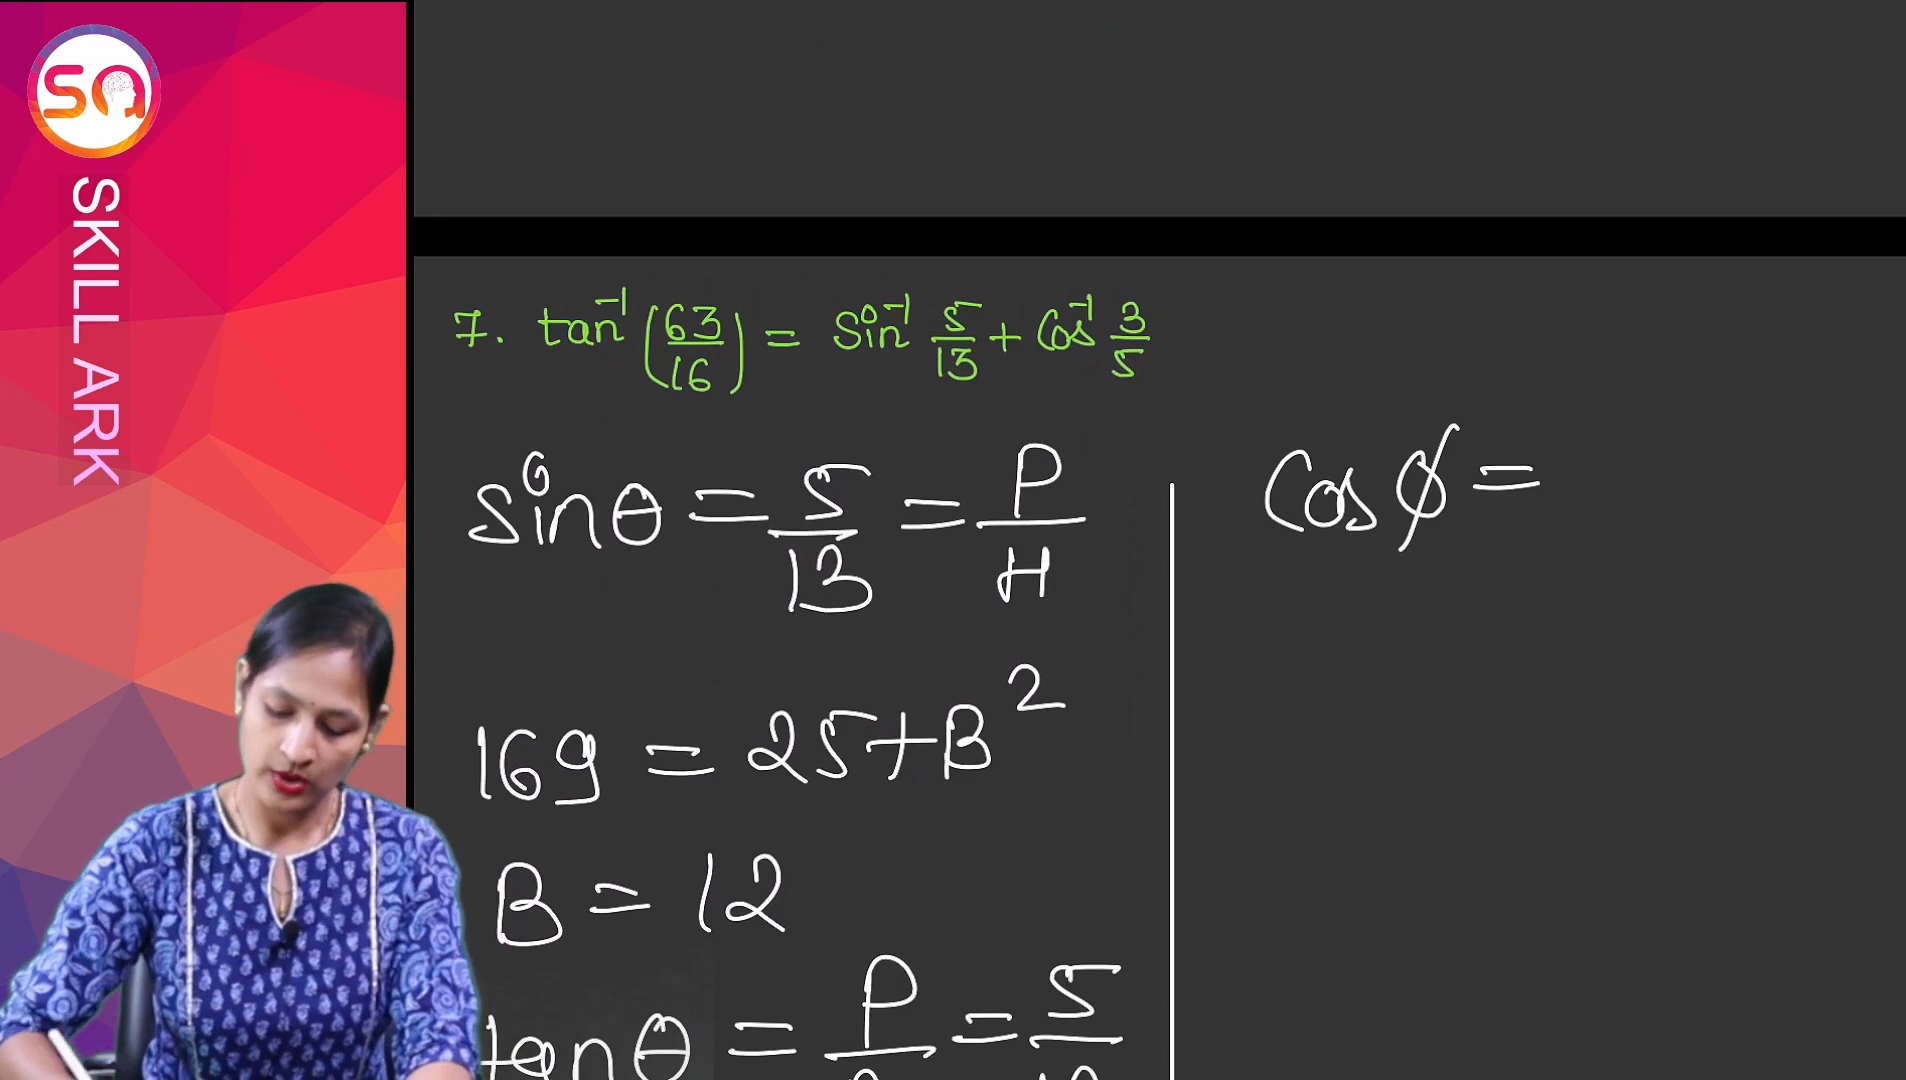 SKILL ARK
7. tan⁻¹ (63/16) = sin⁻¹ 5/13 + cos⁻¹ 3/5
sinθ = 5/13 = P/H
cosϕ =
169 = 25+B²
B = 12
tanθ = P/B = 5/12